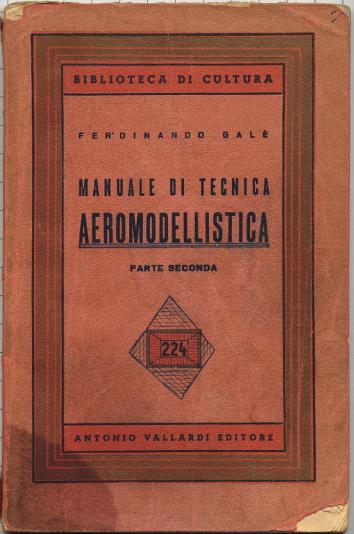 BIBLIOTECA DI CULTURA
FERDINANDO GALÈ
MANUALE DI TECNICA
AEROMODELLISTICA
PARTE SECONDA
224
ANTONIO VALLARDI EDITORE